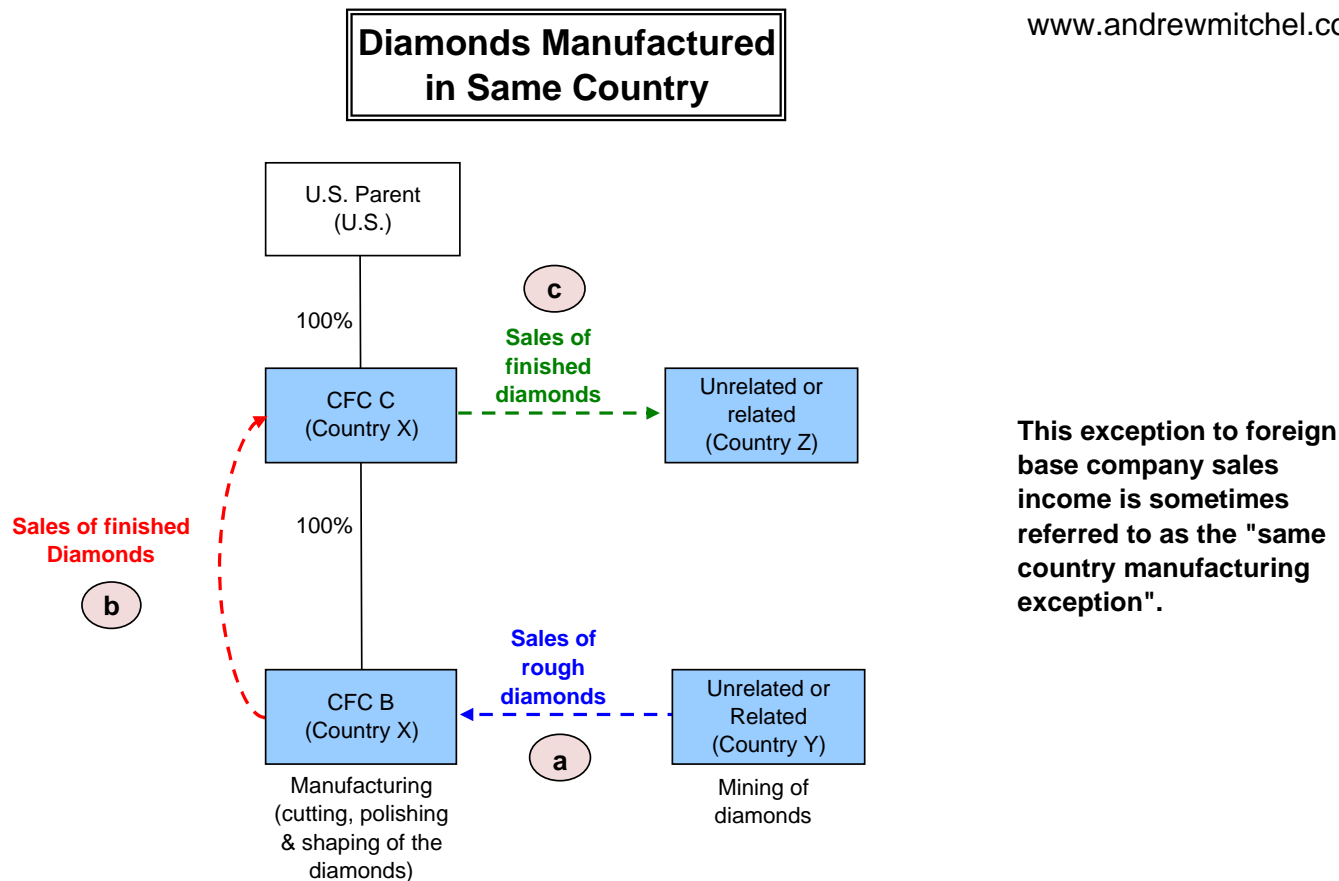 www.andrewmitchel.co
Diamonds Manufactured
in Same Country
U.S. Parent
(U.S.)
100%
c
Sales of
finished
diamonds
CFC C
(Country X)
Unrelated or
related
(Country Z)
This exception to foreign
base company sales
income is sometimes
referred to as the "same
country manufacturing
exception".
100%
Sales of finished
Diamonds
b
Sales of
rough
diamonds
CFC B
(Country X)
Unrelated or
Related
(Country Y)
a
Manufacturing
(cutting, polishing
& shaping of the
diamonds)
Mining of
diamonds